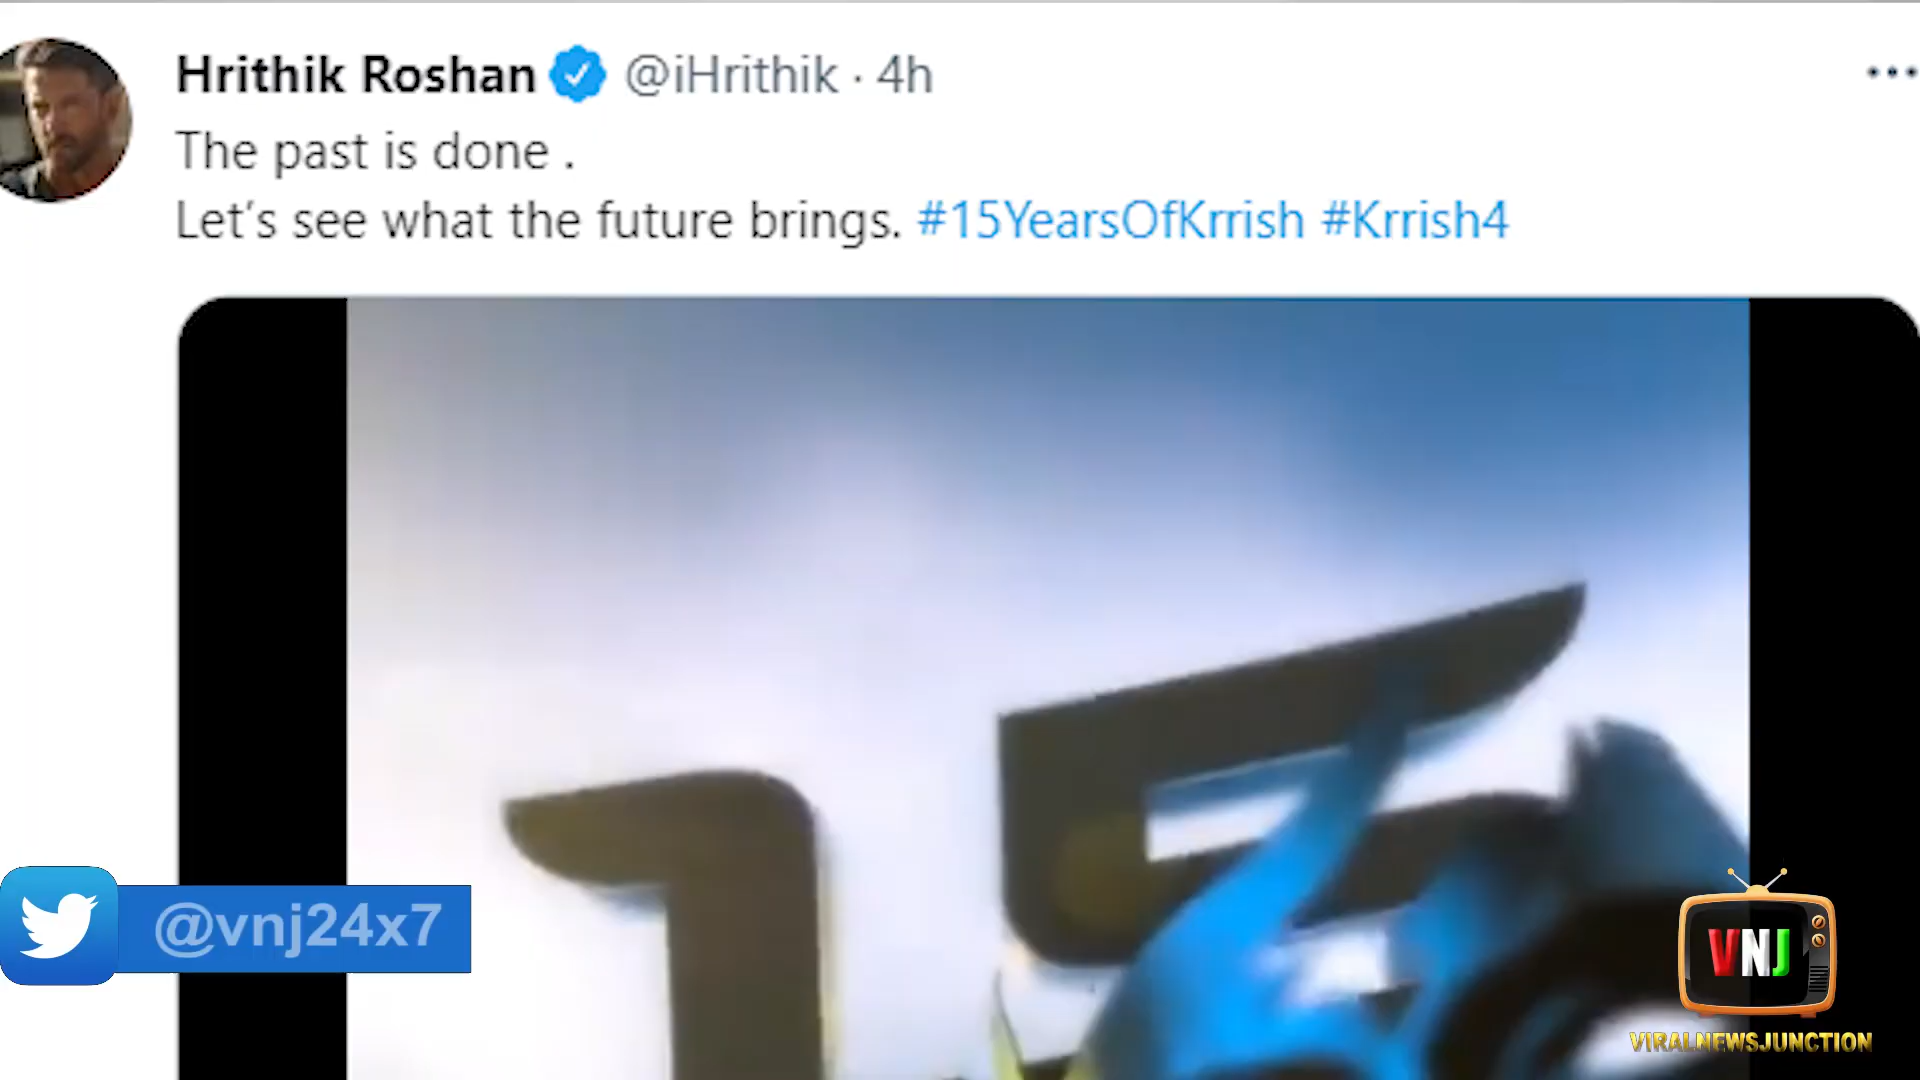 Hrithik Roshan @iHrithik · 4h
The past is done .
Let's see what the future brings. #15YearsOfKrrish #Krrish4
15
@vnj24x7
VNJ
VIRALNEWSJUNCTION